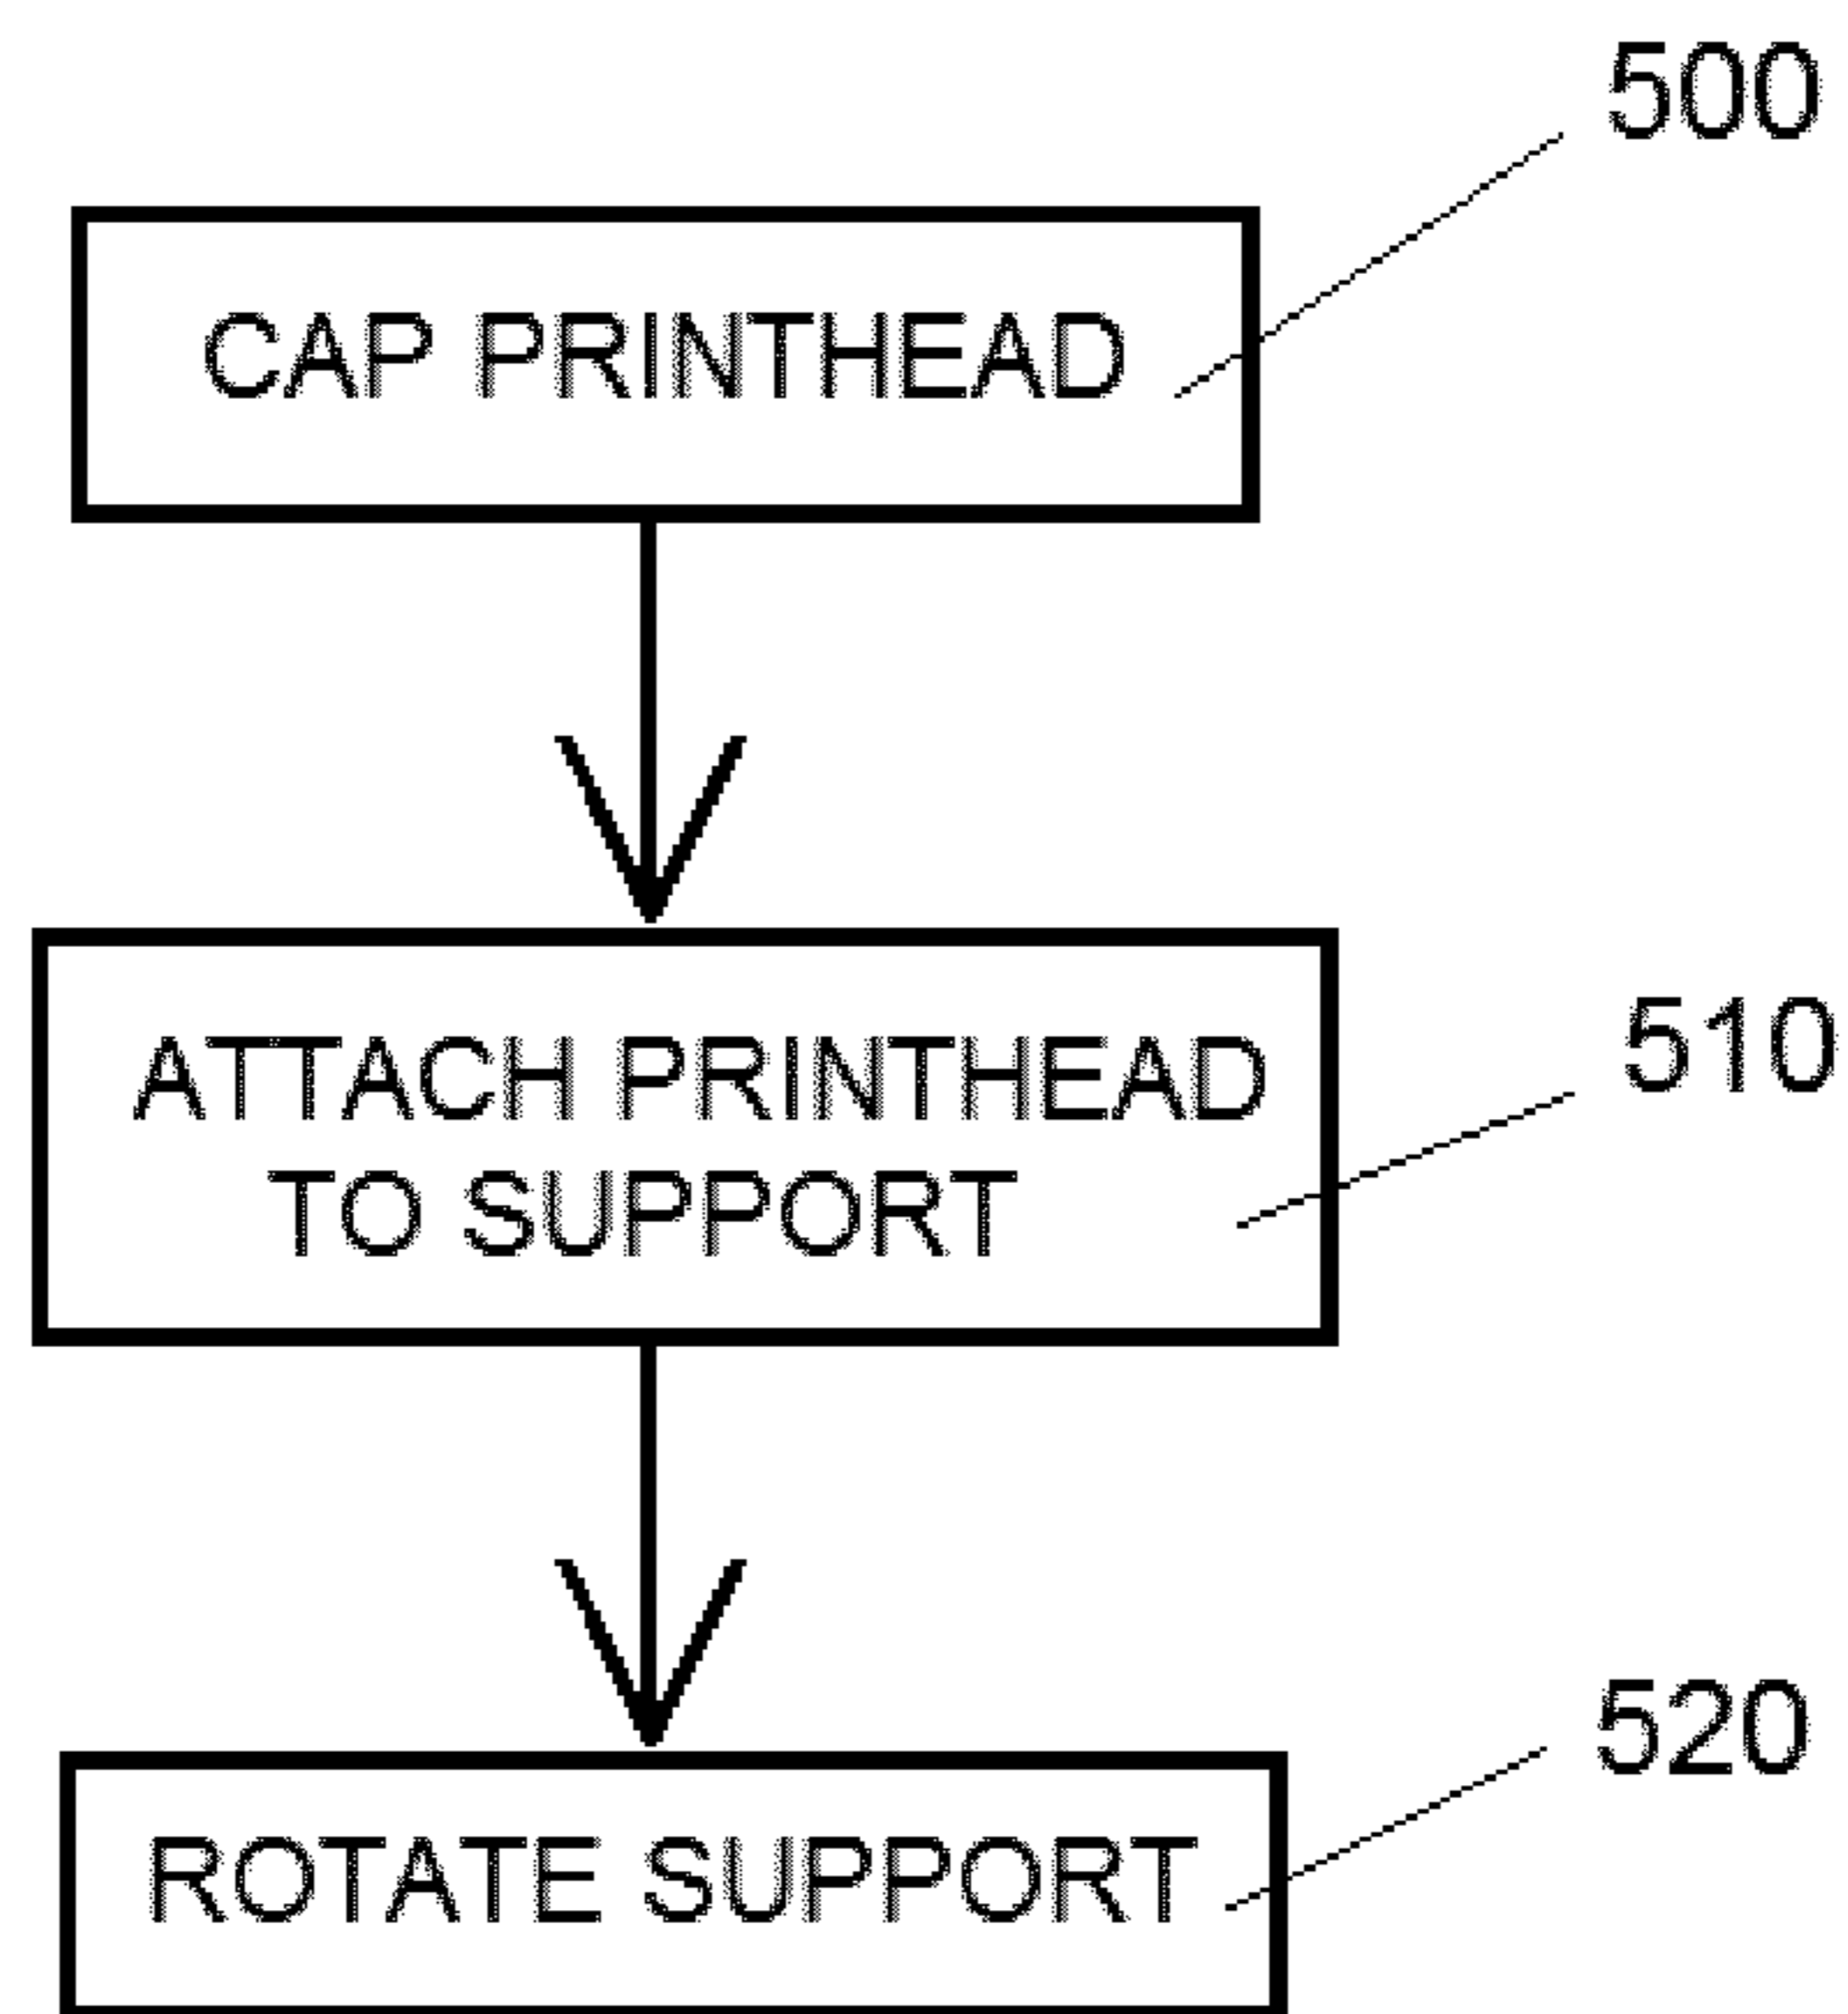 500
CAP PRINTHEAD
510
ATTACH PRINTHEAD
TO SUPPORT
520
ROTATE SUPPORT